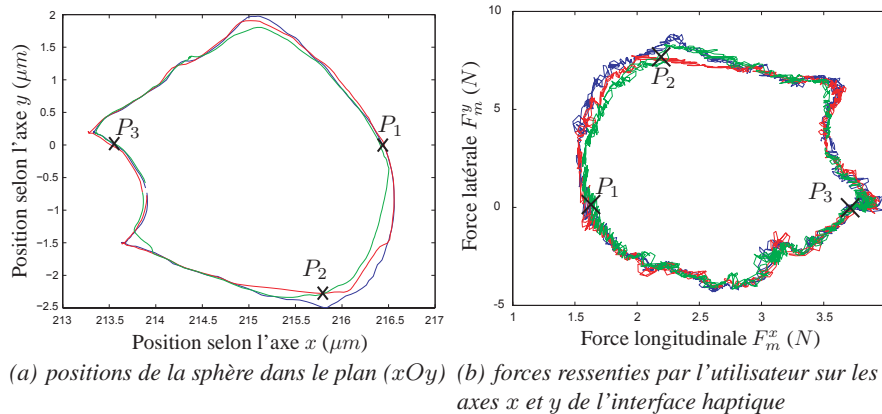 2
1.5
1
0.5
0
−0.5
−1
−1.5
−2
−2.5
213 213.5 214 214.5 215 215.5 216 216.5 217
Position selon l'axe y (μm)
Position selon l'axe x (μm)
P3
P1
P2
10
5
0
−5
1 1.5 2 2.5 3 3.5
Force latérale F_m^y (N)
Force longitudinale F_m^x (N)
P2
P1
P3
(a) positions de la sphère dans le plan (xOy)
(b) forces ressenties par l'utilisateur sur les
axes x et y de l'interface haptique